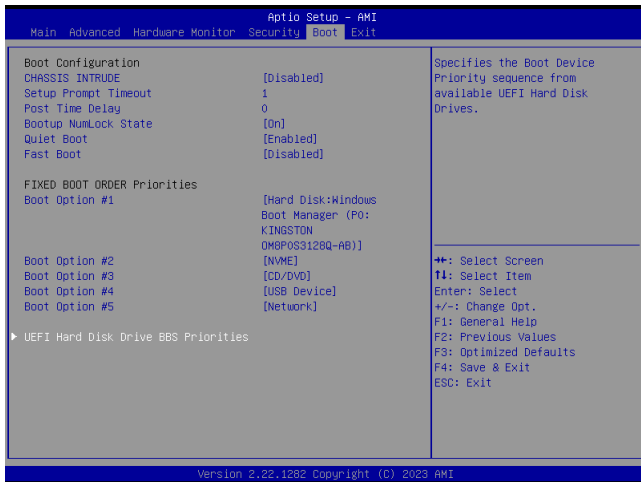 Aptio Setup – AMI
Main Advanced Hardware Monitor Security Boot Exit
Boot Configuration
CHASSIS INTRUDE [Disabled]
Setup Prompt Timeout 1
Post Time Delay 0
Bootup NumLock State [On]
Quiet Boot [Enabled]
Fast Boot [Disabled]
FIXED BOOT ORDER Priorities
Boot Option #1 [Hard Disk:Windows
Boot Manager (P0:
KINGSTON
OM8P0S3128Q-AB)]
Boot Option #2 [NVME]
Boot Option #3 [CD/DVD]
Boot Option #4 [USB Device]
Boot Option #5 [Network]
▶ UEFI Hard Disk Drive BBS Priorities
Specifies the Boot Device
Priority sequence from
available UEFI Hard Disk
Drives.
→←: Select Screen
↑↓: Select Item
Enter: Select
+/-: Change Opt.
F1: General Help
F2: Previous Values
F3: Optimized Defaults
F4: Save & Exit
ESC: Exit
Version 2.22.1282 Copyright (C) 2023 AMI